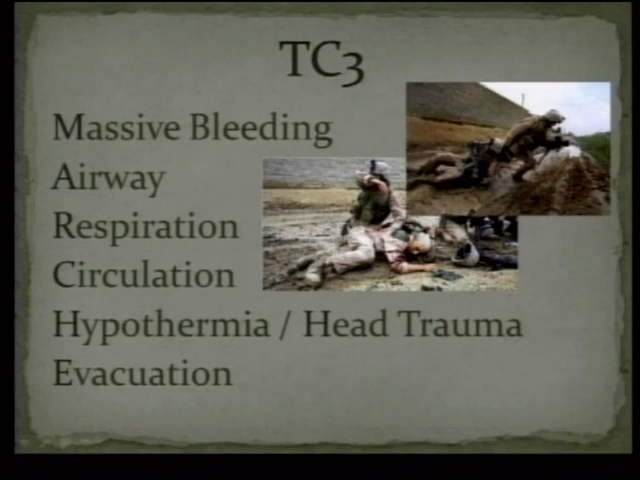 TC3
Massive Bleeding
Airway
Respiration
Circulation
Hypothermia / Head Trauma
Evacuation